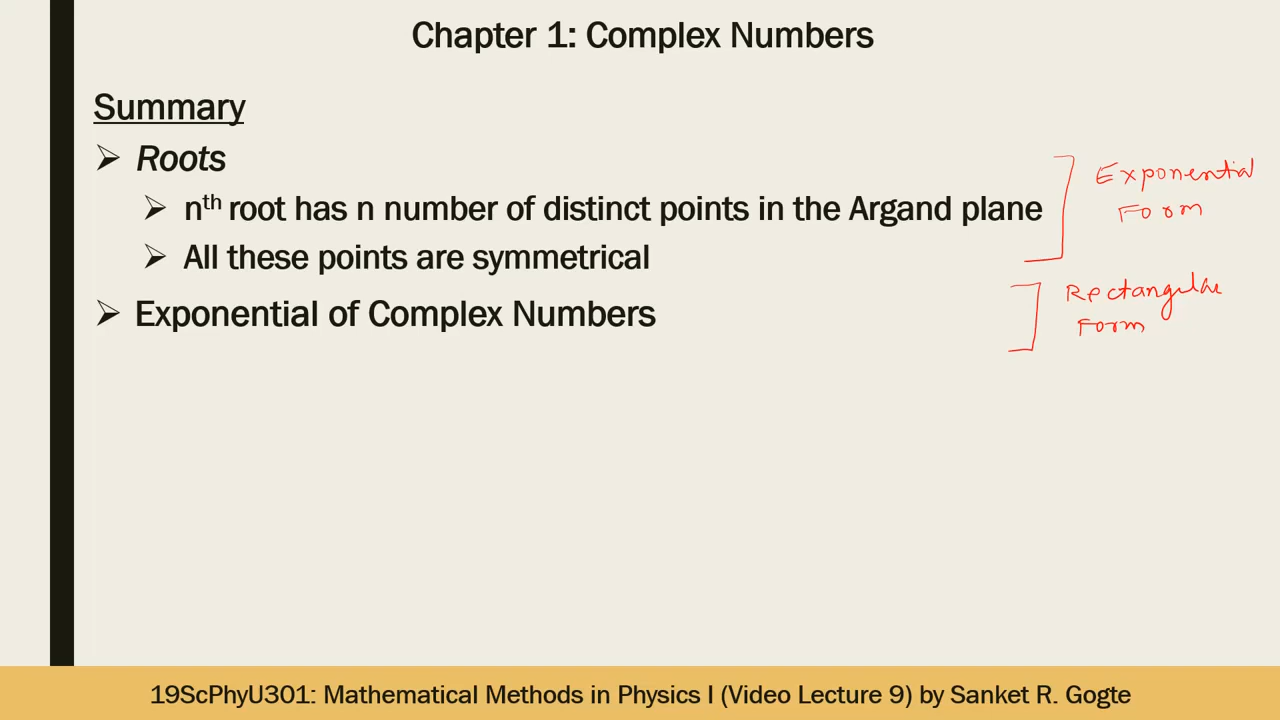 Chapter 1: Complex Numbers
Summary
➢ Roots
➢ nth root has n number of distinct points in the Argand plane
➢ All these points are symmetrical
Exponential
Form
➢ Exponential of Complex Numbers
Rectangular
Form
19ScPhyU301: Mathematical Methods in Physics I (Video Lecture 9) by Sanket R. Gogte